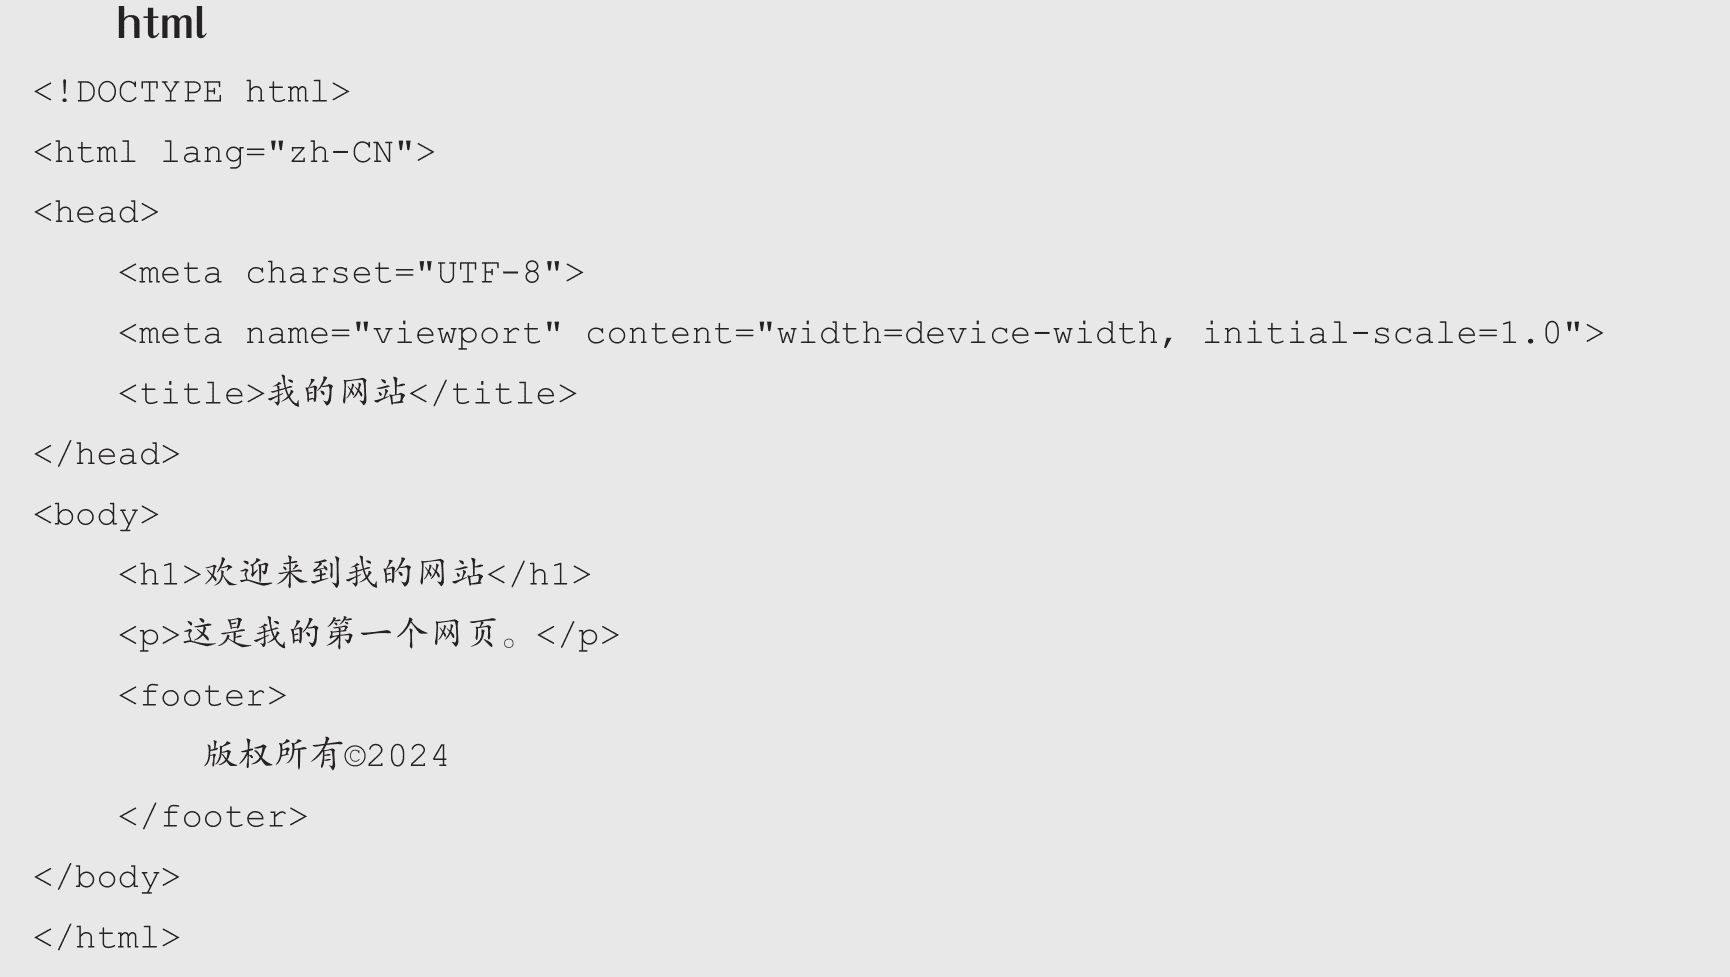 html
<!DOCTYPE html>
<html lang="zh-CN">
<head>
    <meta charset="UTF-8">
    <meta name="viewport" content="width=device-width, initial-scale=1.0">
    <title>我的网站</title>
</head>
<body>
    <h1>欢迎来到我的网站</h1>
    <p>这是我的第一个网页。</p>
    <footer>
        版权所有©2024
    </footer>
</body>
</html>